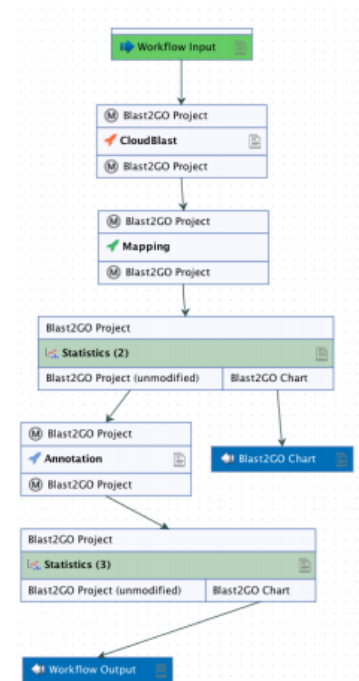 Workflow Input
Blast2GO Project
CloudBlast
Blast2GO Project
Blast2GO Project
Mapping
Blast2GO Project
Blast2GO Project
Statistics (2)
Blast2GO Project (unmodified) Blast2GO Chart
Blast2GO Project
Annotation
Blast2GO Chart
Blast2GO Project
Blast2GO Project
Statistics (3)
Blast2GO Project (unmodified) Blast2GO Chart
Workflow Output